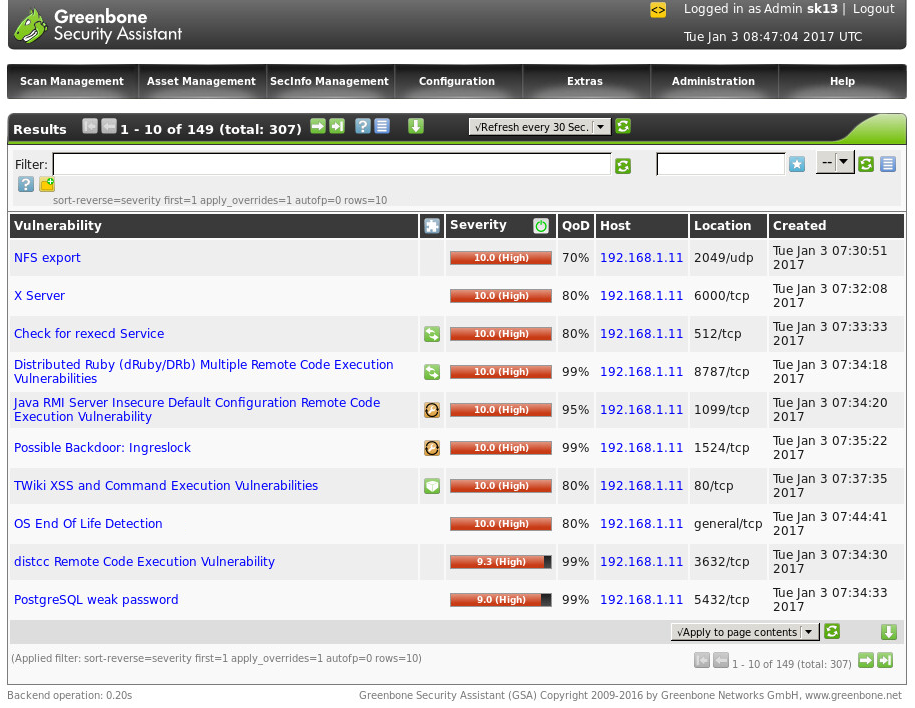 Greenbone
Security Assistant
<> Logged in as Admin sk13 | Logout
Tue Jan 3 08:47:04 2017 UTC
Scan Management Asset Management SecInfo Management Configuration Extras Administration Help
Results 1 - 10 of 149 (total: 307) ? √Refresh every 30 Sec.
Filter: --
?
sort-reverse=severity first=1 apply_overrides=1 autofp=0 rows=10
Vulnerability Severity QoD Host Location Created
NFS export 10.0 (High) 70% 192.168.1.11 2049/udp Tue Jan 3 07:30:51
2017
X Server 10.0 (High) 80% 192.168.1.11 6000/tcp Tue Jan 3 07:32:08
2017
Check for rexecd Service 10.0 (High) 80% 192.168.1.11 512/tcp Tue Jan 3 07:33:33
2017
Distributed Ruby (dRuby/DRb) Multiple Remote Code Execution
Vulnerabilities 10.0 (High) 99% 192.168.1.11 8787/tcp Tue Jan 3 07:34:18
2017
Java RMI Server Insecure Default Configuration Remote Code
Execution Vulnerability 10.0 (High) 95% 192.168.1.11 1099/tcp Tue Jan 3 07:34:20
2017
Possible Backdoor: Ingreslock 10.0 (High) 99% 192.168.1.11 1524/tcp Tue Jan 3 07:35:22
2017
TWiki XSS and Command Execution Vulnerabilities 10.0 (High) 80% 192.168.1.11 80/tcp Tue Jan 3 07:37:35
2017
OS End Of Life Detection 10.0 (High) 80% 192.168.1.11 general/tcp Tue Jan 3 07:44:41
2017
distcc Remote Code Execution Vulnerability 9.3 (High) 99% 192.168.1.11 3632/tcp Tue Jan 3 07:34:30
2017
PostgreSQL weak password 9.0 (High) 99% 192.168.1.11 5432/tcp Tue Jan 3 07:34:33
2017
√Apply to page contents
(Applied filter: sort-reverse=severity first=1 apply_overrides=1 autofp=0 rows=10) 1 - 10 of 149 (total: 307)
Backend operation: 0.20s Greenbone Security Assistant (GSA) Copyright 2009-2016 by Greenbone Networks GmbH, www.greenbone.net